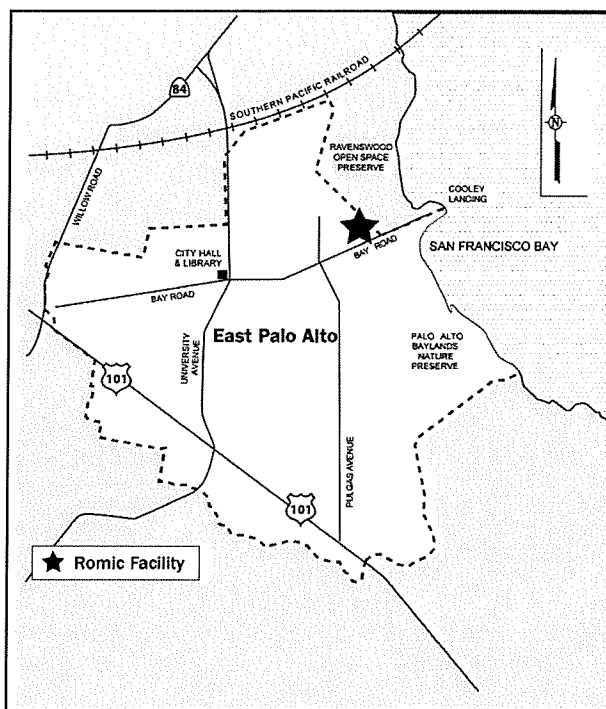 84
SOUTHERN PACIFIC RAILROAD
RAVENSWOOD
OPEN SPACE
PRESERVE
N
WILLOW ROAD
COOLEY
LANDING
CITY HALL
& LIBRARY
BAY ROAD
SAN FRANCISCO BAY
BAY ROAD
East Palo Alto
UNIVERSITY
AVENUE
PALO ALTO
BAYLANDS
NATURE
PRESERVE
101
PULGAS AVENUE
101
Romic Facility